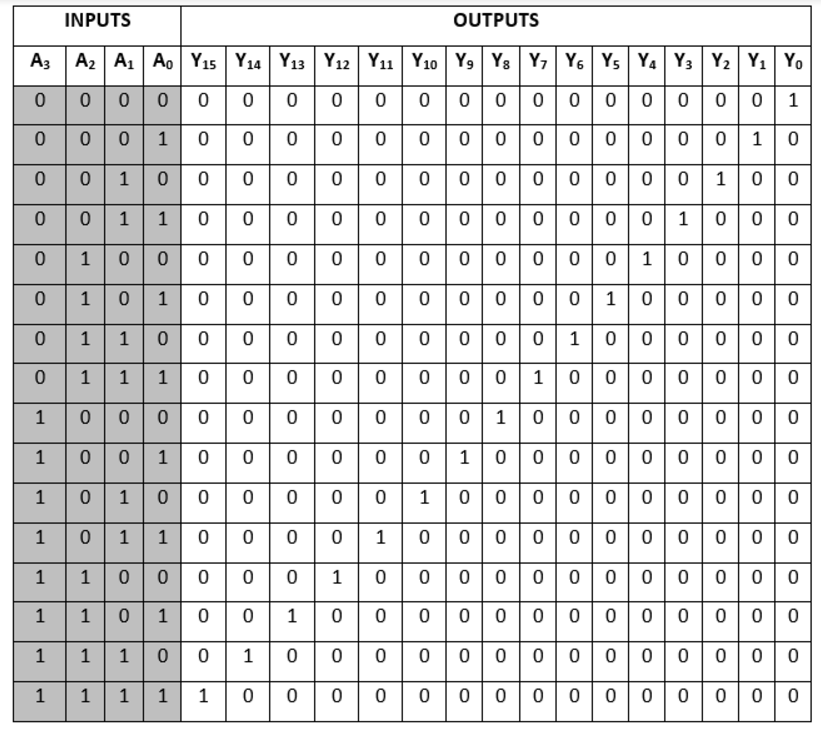 INPUTS OUTPUTS
A₃ A₂ A₁ A₀ Y₁₅ Y₁₄ Y₁₃ Y₁₂ Y₁₁ Y₁₀ Y₉ Y₈ Y₇ Y₆ Y₅ Y₄ Y₃ Y₂ Y₁ Y₀
0 0 0 0 0 0 0 0 0 0 0 0 0 0 0 0 0 0 0 1
0 0 0 1 0 0 0 0 0 0 0 0 0 0 0 0 0 0 1 0
0 0 1 0 0 0 0 0 0 0 0 0 0 0 0 0 0 1 0 0
0 0 1 1 0 0 0 0 0 0 0 0 0 0 0 0 1 0 0 0
0 1 0 0 0 0 0 0 0 0 0 0 0 0 0 1 0 0 0 0
0 1 0 1 0 0 0 0 0 0 0 0 0 0 1 0 0 0 0 0
0 1 1 0 0 0 0 0 0 0 0 0 0 1 0 0 0 0 0 0
0 1 1 1 0 0 0 0 0 0 0 0 1 0 0 0 0 0 0 0
1 0 0 0 0 0 0 0 0 0 0 1 0 0 0 0 0 0 0 0
1 0 0 1 0 0 0 0 0 0 1 0 0 0 0 0 0 0 0 0
1 0 1 0 0 0 0 0 0 1 0 0 0 0 0 0 0 0 0 0
1 0 1 1 0 0 0 0 1 0 0 0 0 0 0 0 0 0 0 0
1 1 0 0 0 0 0 1 0 0 0 0 0 0 0 0 0 0 0 0
1 1 0 1 0 0 1 0 0 0 0 0 0 0 0 0 0 0 0 0
1 1 1 0 0 1 0 0 0 0 0 0 0 0 0 0 0 0 0 0
1 1 1 1 1 0 0 0 0 0 0 0 0 0 0 0 0 0 0 0